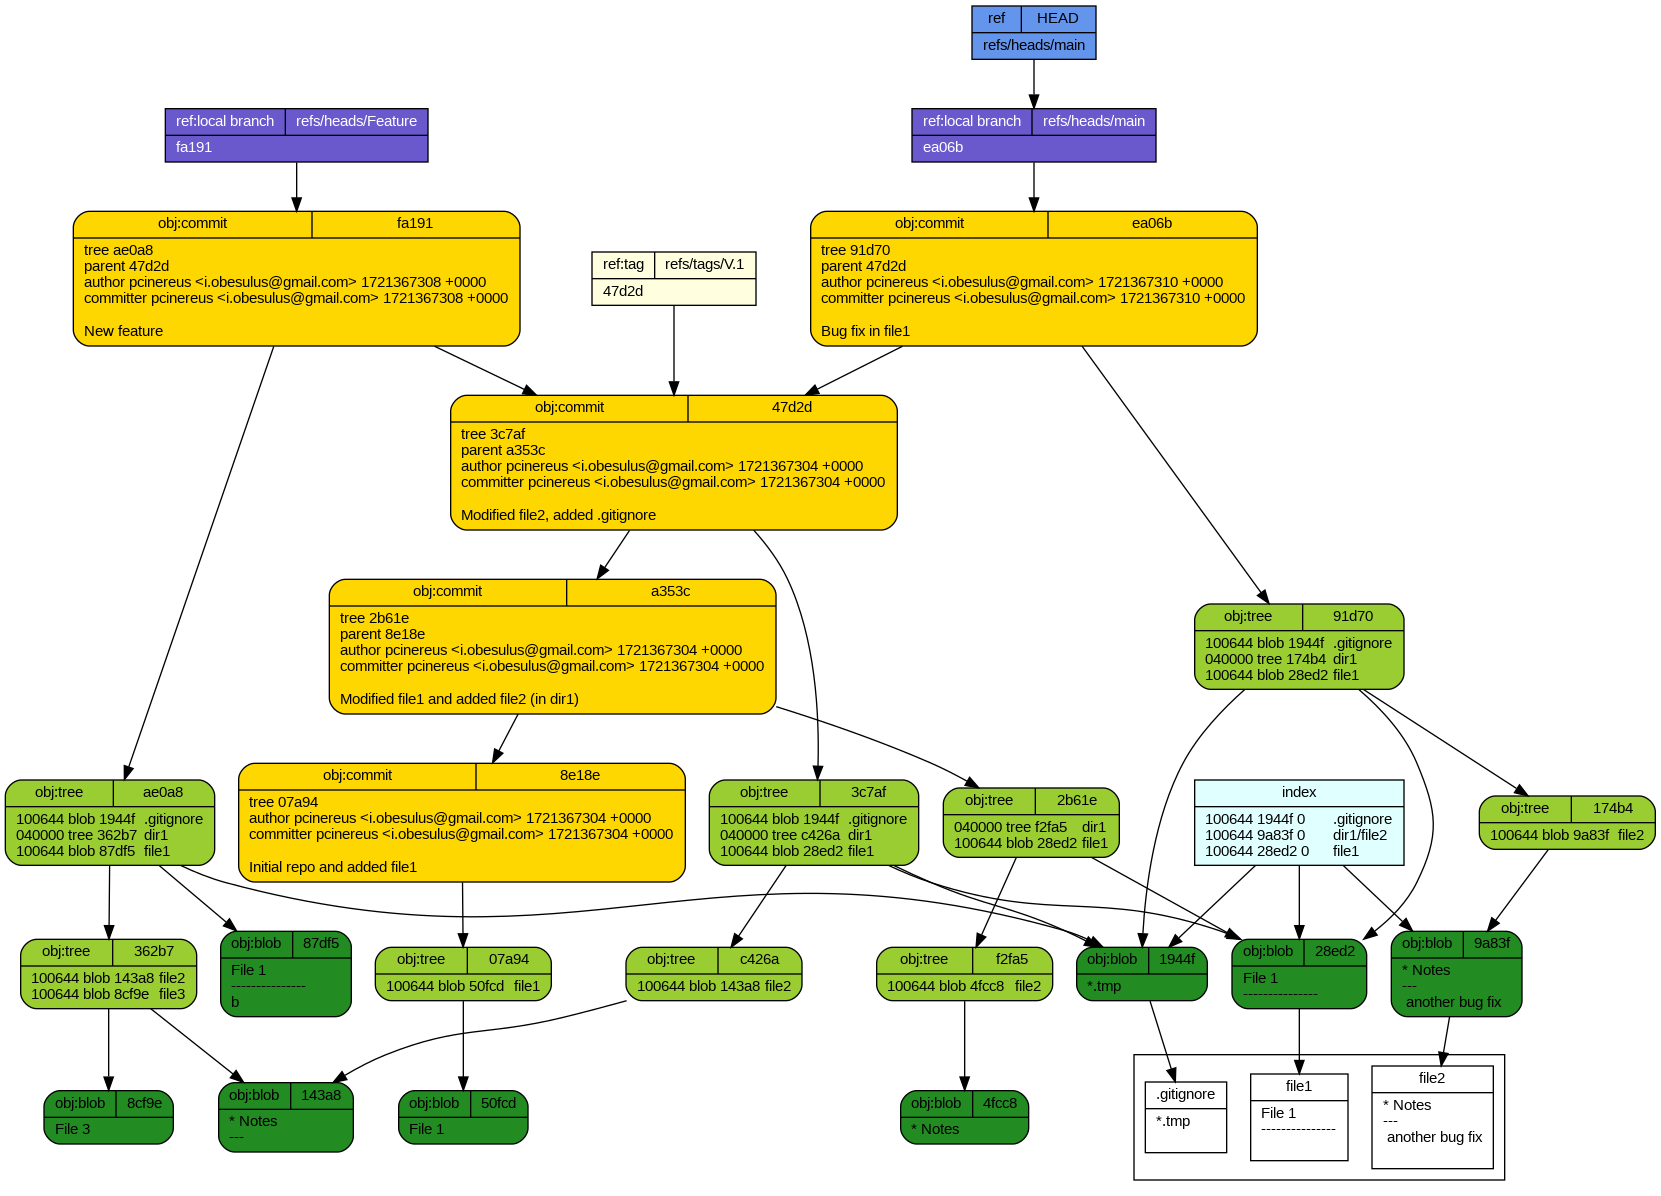 ref HEAD
refs/heads/main
ref:local branch refs/heads/Feature
fa191
ref:local branch refs/heads/main
ea06b
obj:commit fa191
tree ae0a8
parent 47d2d
author pcinereus <i.obesulus@gmail.com> 1721367308 +0000
committer pcinereus <i.obesulus@gmail.com> 1721367308 +0000
New feature
ref:tag refs/tags/V.1
47d2d
obj:commit ea06b
tree 91d70
parent 47d2d
author pcinereus <i.obesulus@gmail.com> 1721367310 +0000
committer pcinereus <i.obesulus@gmail.com> 1721367310 +0000
Bug fix in file1
obj:commit 47d2d
tree 3c7af
parent a353c
author pcinereus <i.obesulus@gmail.com> 1721367304 +0000
committer pcinereus <i.obesulus@gmail.com> 1721367304 +0000
Modified file2, added .gitignore
obj:commit a353c
tree 2b61e
parent 8e18e
author pcinereus <i.obesulus@gmail.com> 1721367304 +0000
committer pcinereus <i.obesulus@gmail.com> 1721367304 +0000
Modified file1 and added file2 (in dir1)
obj:tree 91d70
100644 blob 1944f .gitignore
040000 tree 174b4 dir1
100644 blob 28ed2 file1
obj:tree ae0a8
100644 blob 1944f .gitignore
040000 tree 362b7 dir1
100644 blob 87df5 file1
obj:commit 8e18e
tree 07a94
author pcinereus <i.obesulus@gmail.com> 1721367304 +0000
committer pcinereus <i.obesulus@gmail.com> 1721367304 +0000
Initial repo and added file1
obj:tree 3c7af
100644 blob 1944f .gitignore
040000 tree c426a dir1
100644 blob 28ed2 file1
obj:tree 2b61e
040000 tree f2fa5 dir1
100644 blob 28ed2 file1
index
100644 1944f 0 .gitignore
100644 9a83f 0 dir1/file2
100644 28ed2 0 file1
obj:tree 174b4
100644 blob 9a83f file2
obj:tree 362b7
100644 blob 143a8 file2
100644 blob 8cf9e file3
obj:blob 87df5
File 1
---------------
b
obj:tree 07a94
100644 blob 50fcd file1
obj:tree c426a
100644 blob 143a8 file2
obj:tree f2fa5
100644 blob 4fcc8 file2
obj:blob 1944f
*.tmp
obj:blob 28ed2
File 1
---------------
obj:blob 9a83f
* Notes
---
another bug fix
obj:blob 8cf9e
File 3
obj:blob 143a8
* Notes
---
obj:blob 50fcd
File 1
obj:blob 4fcc8
* Notes
.gitignore
*.tmp
file1
File 1
---------------
file2
* Notes
---
another bug fix